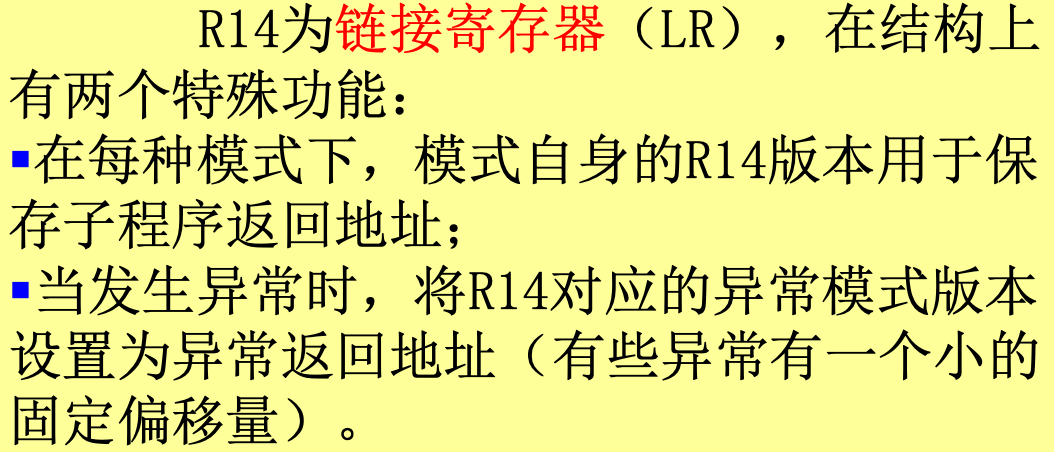 R14为链接寄存器（LR），在结构上
有两个特殊功能：
▪在每种模式下，模式自身的R14版本用于保
存子程序返回地址；
▪当发生异常时，将R14对应的异常模式版本
设置为异常返回地址（有些异常有一个小的
固定偏移量）。